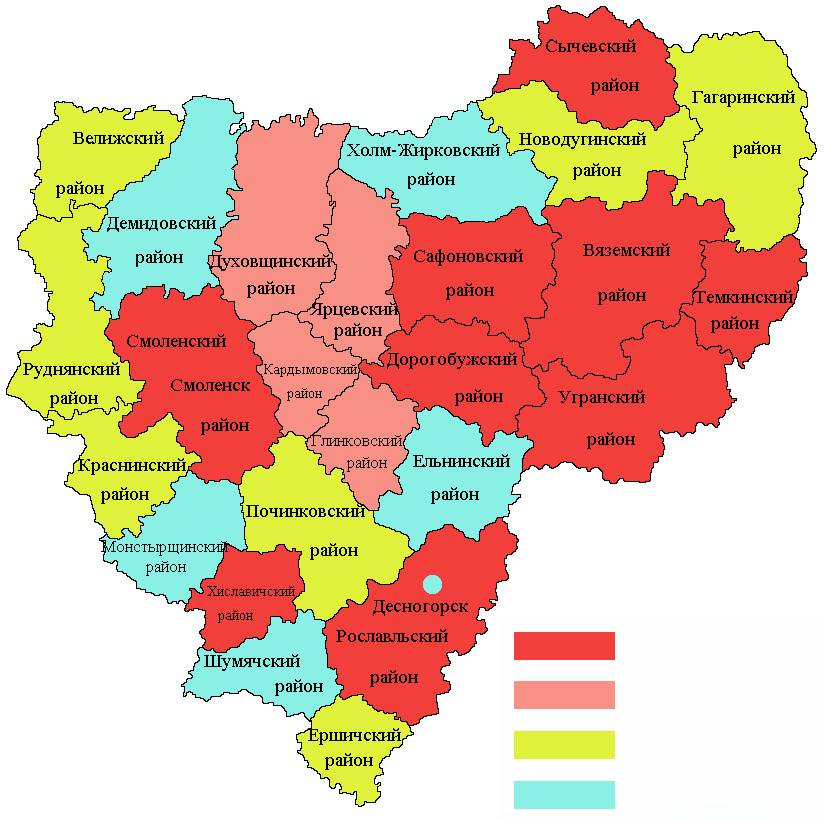 Сычевский
район
Гагаринский
район
Новодугинский
район
Велижский
район
Холм-Жирковский
район
Демидовский
район
Духовщинский
район
Ярцевский
район
Сафоновский
район
Вяземский
район
Темкинский
район
Смоленский
Смоленск
район
Руднянский
район
Кардымовский
район
Дорогобужский
район
Угранский
район
Глинковский
район
Ельнинский
район
Краснинский
район
Починковский
район
Монстырщинский
район
Хиславичский
район
Десногорск
Рославльский
район
Шумячский
район
Ершичский
район